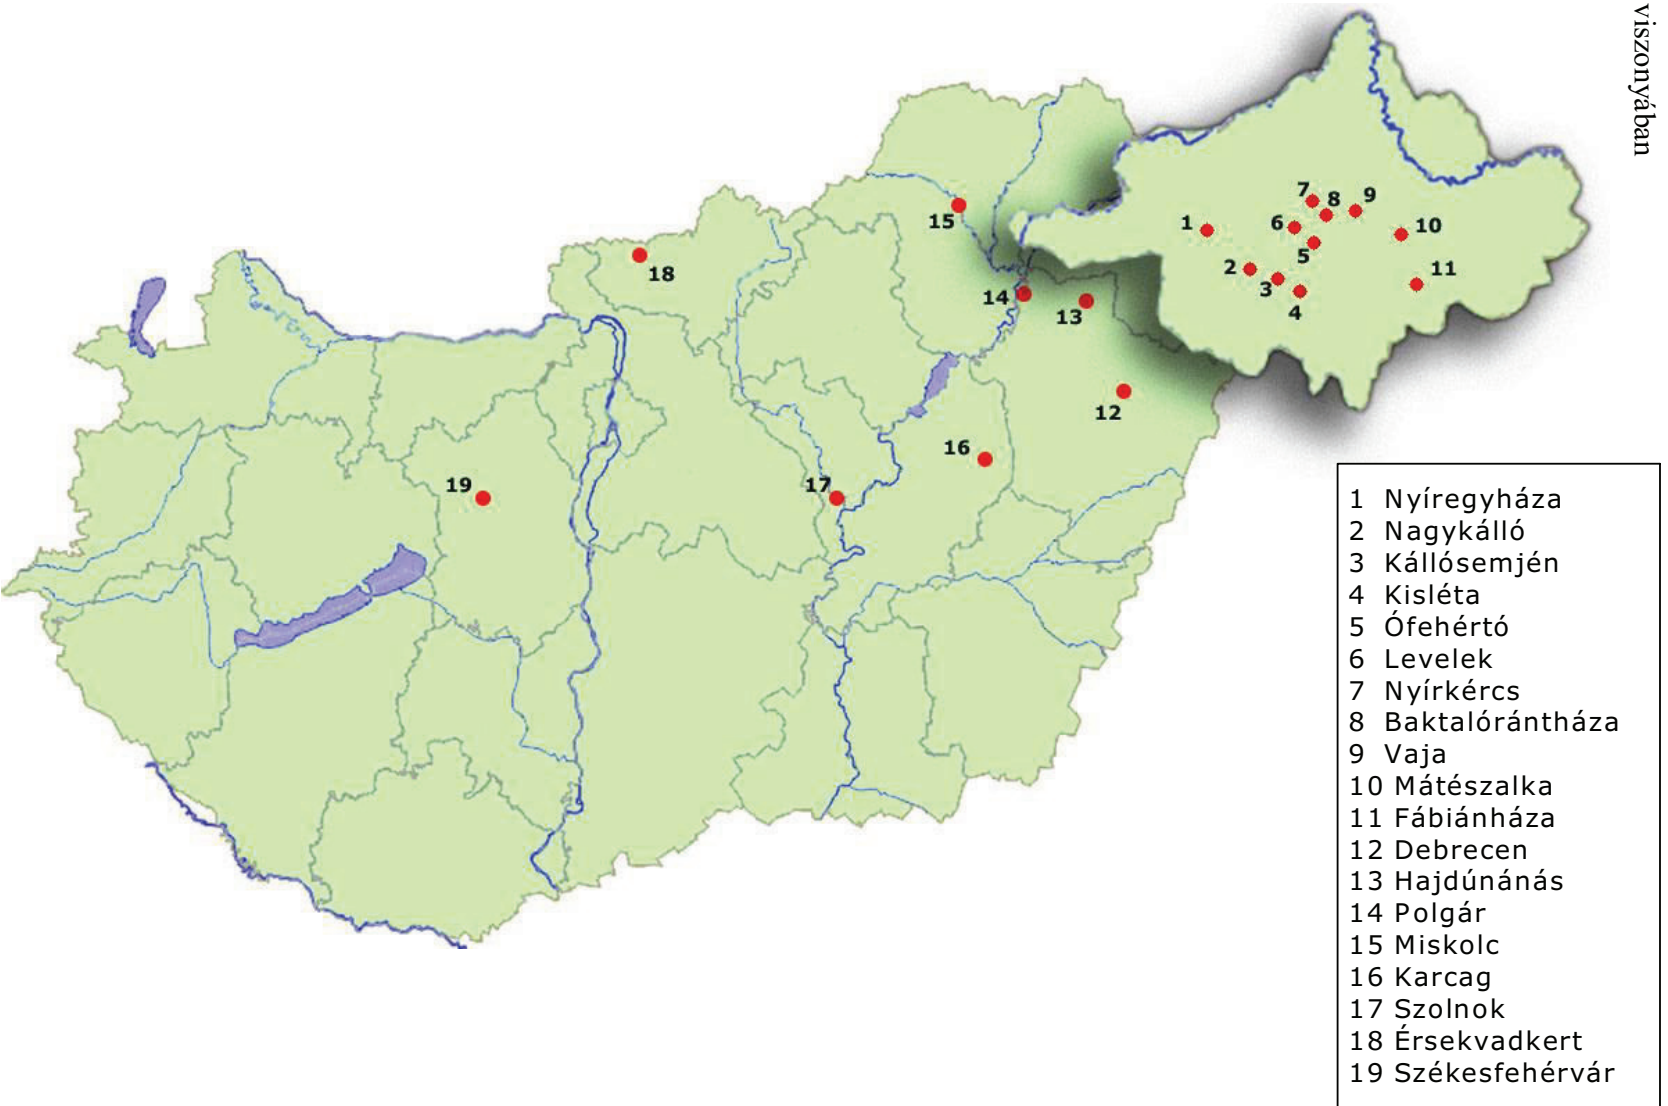 viszonyában
7
8
9
1
6
10
5
2
11
3
4
15
18
14
13
12
16
19
17
1 Nyíregyháza
2 Nagykálló
3 Kállósemjén
4 Kisléta
5 Ófehértó
6 Levelek
7 Nyírkércs
8 Baktalórántháza
9 Vaja
10 Mátészalka
11 Fábiánháza
12 Debrecen
13 Hajdúnánás
14 Polgár
15 Miskolc
16 Karcag
17 Szolnok
18 Érsekvadkert
19 Székesfehérvár